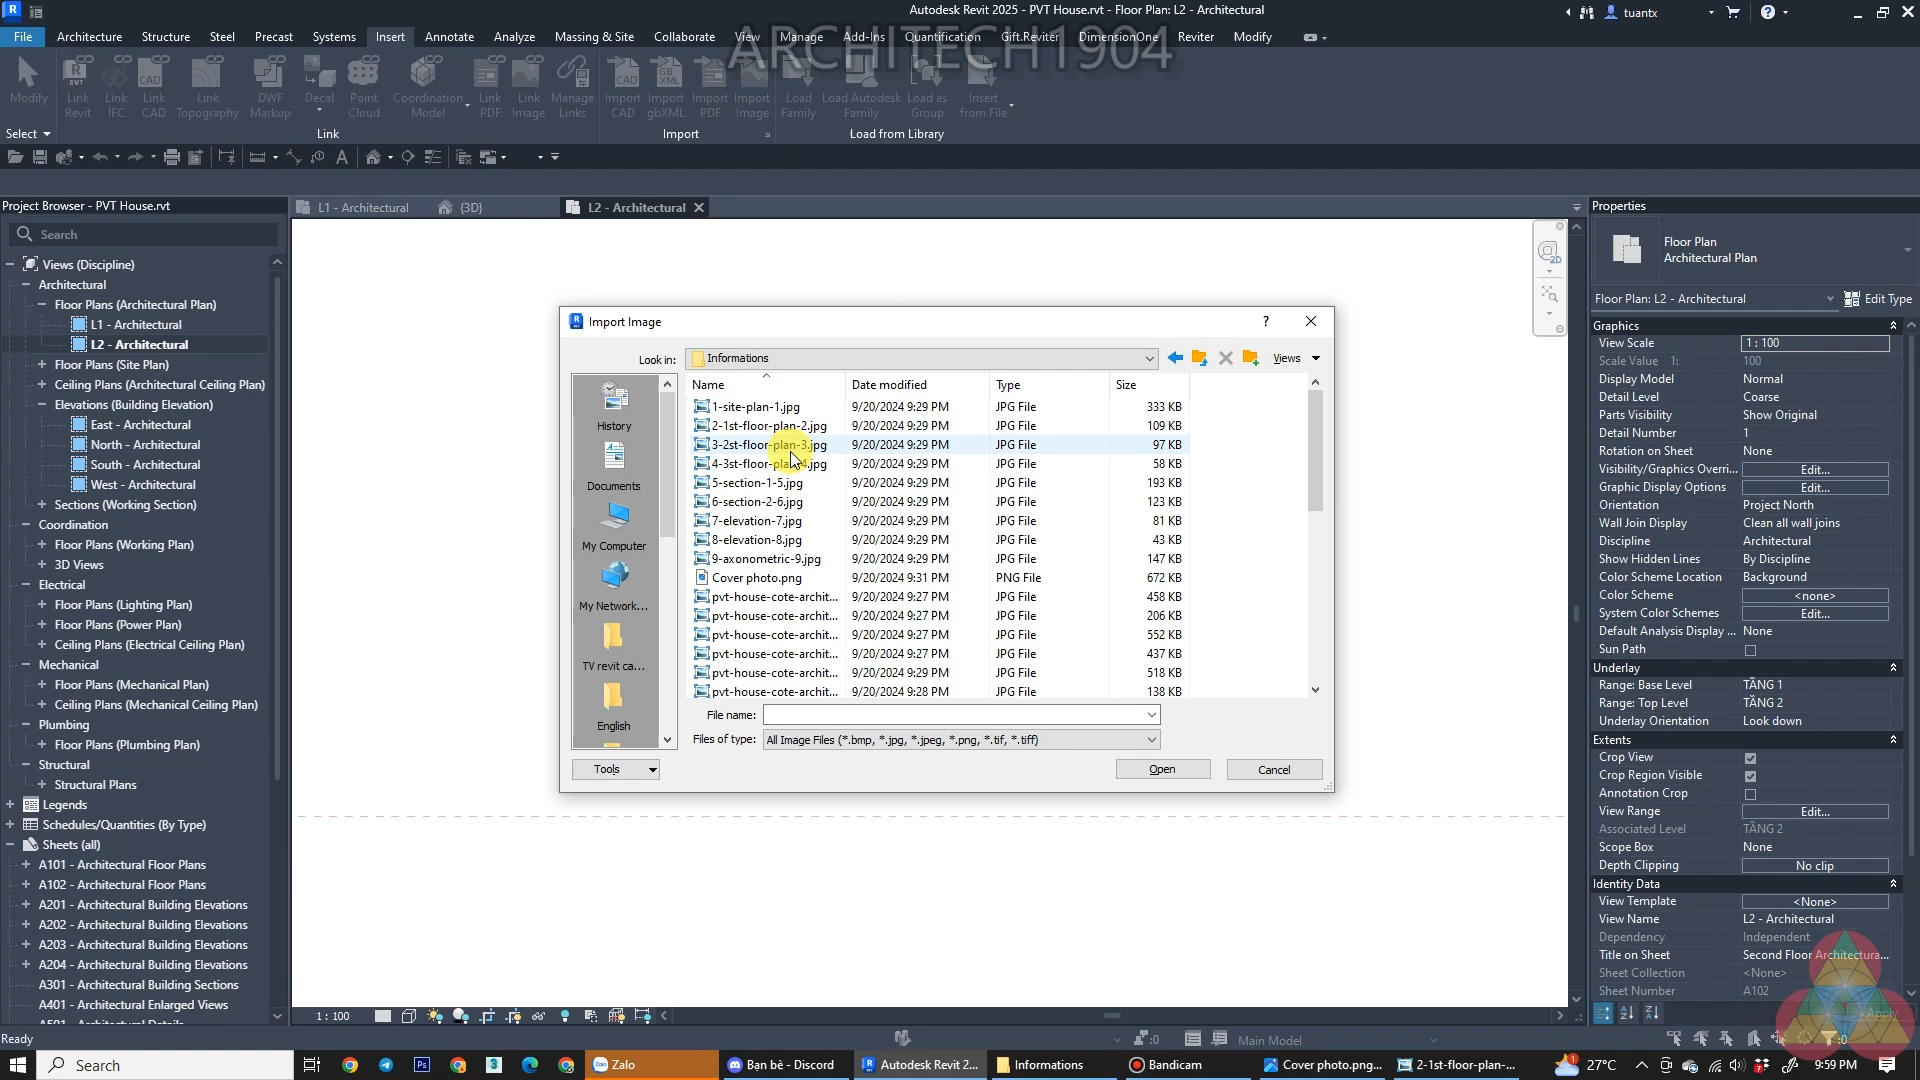 Autodesk Revit 2025 - PVT House.rvt - Floor Plan: L2 - Architectural
tuantx
File Architecture Structure Steel Precast Systems Insert Annotate Analyze Massing & Site Collaborate View Manage Add-Ins Quantification Gift.Reviter DimensionOne Reviter Modify
ARCHITECH1904
Modify
Link Revit
Link IFC
Link CAD
Link Topography
DWF Markup
Decal
Point Cloud
Coordination Model
Link PDF
Link Image
Manage Links
Import CAD
Import gbXML
Import PDF
Import Image
Load Family
Load Autodesk Family
Load as Group
Insert from File
Select
Link
Import
Load from Library
Project Browser - PVT House.rvt
Search
Views (Discipline)
Architectural
Floor Plans (Architectural Plan)
L1 - Architectural
L2 - Architectural
Floor Plans (Site Plan)
Ceiling Plans (Architectural Ceiling Plan)
Elevations (Building Elevation)
East - Architectural
North - Architectural
South - Architectural
West - Architectural
Sections (Working Section)
Coordination
Floor Plans (Working Plan)
3D Views
Electrical
Floor Plans (Lighting Plan)
Floor Plans (Power Plan)
Ceiling Plans (Electrical Ceiling Plan)
Mechanical
Floor Plans (Mechanical Plan)
Ceiling Plans (Mechanical Ceiling Plan)
Plumbing
Floor Plans (Plumbing Plan)
Structural
Structural Plans
Legends
Schedules/Quantities (By Type)
Sheets (all)
A101 - Architectural Floor Plans
A102 - Architectural Floor Plans
A201 - Architectural Building Elevations
A202 - Architectural Building Elevations
A203 - Architectural Building Elevations
A204 - Architectural Building Elevations
A301 - Architectural Building Sections
A401 - Architectural Enlarged Views
L1 - Architectural
{3D}
L2 - Architectural
2D
Import Image
?
Look in: Informations
Views
History
Documents
My Computer
My Network...
TV revit ca...
English
Name Date modified Type Size
1-site-plan-1.jpg 9/20/2024 9:29 PM JPG File 333 KB
2-1st-floor-plan-2.jpg 9/20/2024 9:29 PM JPG File 109 KB
3-2st-floor-plan-3.jpg 9/20/2024 9:29 PM JPG File 97 KB
4-3st-floor-plan-4.jpg 9/20/2024 9:29 PM JPG File 58 KB
5-section-1-5.jpg 9/20/2024 9:29 PM JPG File 193 KB
6-section-2-6.jpg 9/20/2024 9:29 PM JPG File 123 KB
7-elevation-7.jpg 9/20/2024 9:29 PM JPG File 81 KB
8-elevation-8.jpg 9/20/2024 9:29 PM JPG File 43 KB
9-axonometric-9.jpg 9/20/2024 9:29 PM JPG File 147 KB
Cover photo.png 9/20/2024 9:31 PM PNG File 672 KB
pvt-house-cote-archit... 9/20/2024 9:27 PM JPG File 458 KB
pvt-house-cote-archit... 9/20/2024 9:27 PM JPG File 206 KB
pvt-house-cote-archit... 9/20/2024 9:27 PM JPG File 552 KB
pvt-house-cote-archit... 9/20/2024 9:27 PM JPG File 437 KB
pvt-house-cote-archit... 9/20/2024 9:29 PM JPG File 518 KB
pvt-house-cote-archit... 9/20/2024 9:28 PM JPG File 138 KB
File name:
Files of type: All Image Files (*.bmp, *.jpg, *.jpeg, *.png, *.tif, *.tiff)
Tools
Open
Cancel
Properties
Floor Plan
Architectural Plan
Floor Plan: L2 - Architectural Edit Type
Graphics
View Scale 1 : 100
Scale Value 1: 100
Display Model Normal
Detail Level Coarse
Parts Visibility Show Original
Detail Number 1
Rotation on Sheet None
Visibility/Graphics Overri... Edit...
Graphic Display Options Edit...
Orientation Project North
Wall Join Display Clean all wall joins
Discipline Architectural
Show Hidden Lines By Discipline
Color Scheme Location Background
Color Scheme <none>
System Color Schemes Edit...
Default Analysis Display ... None
Sun Path
Underlay
Range: Base Level TẦNG 1
Range: Top Level TẦNG 2
Underlay Orientation Look down
Extents
Crop View
Crop Region Visible
Annotation Crop
View Range Edit...
Associated Level TẦNG 2
Scope Box None
Depth Clipping No clip
Identity Data
View Template <None>
View Name L2 - Architectural
Dependency Independent
Title on Sheet Second Floor Architectura...
Sheet Collection <None>
Sheet Number A102
Apply
1 : 100
Ready
:0
Main Model
:0
Search
Zalo
Bạn bè - Discord
Autodesk Revit 2...
Informations
Bandicam
Cover photo.png...
2-1st-floor-plan-...
27°C
9:59 PM